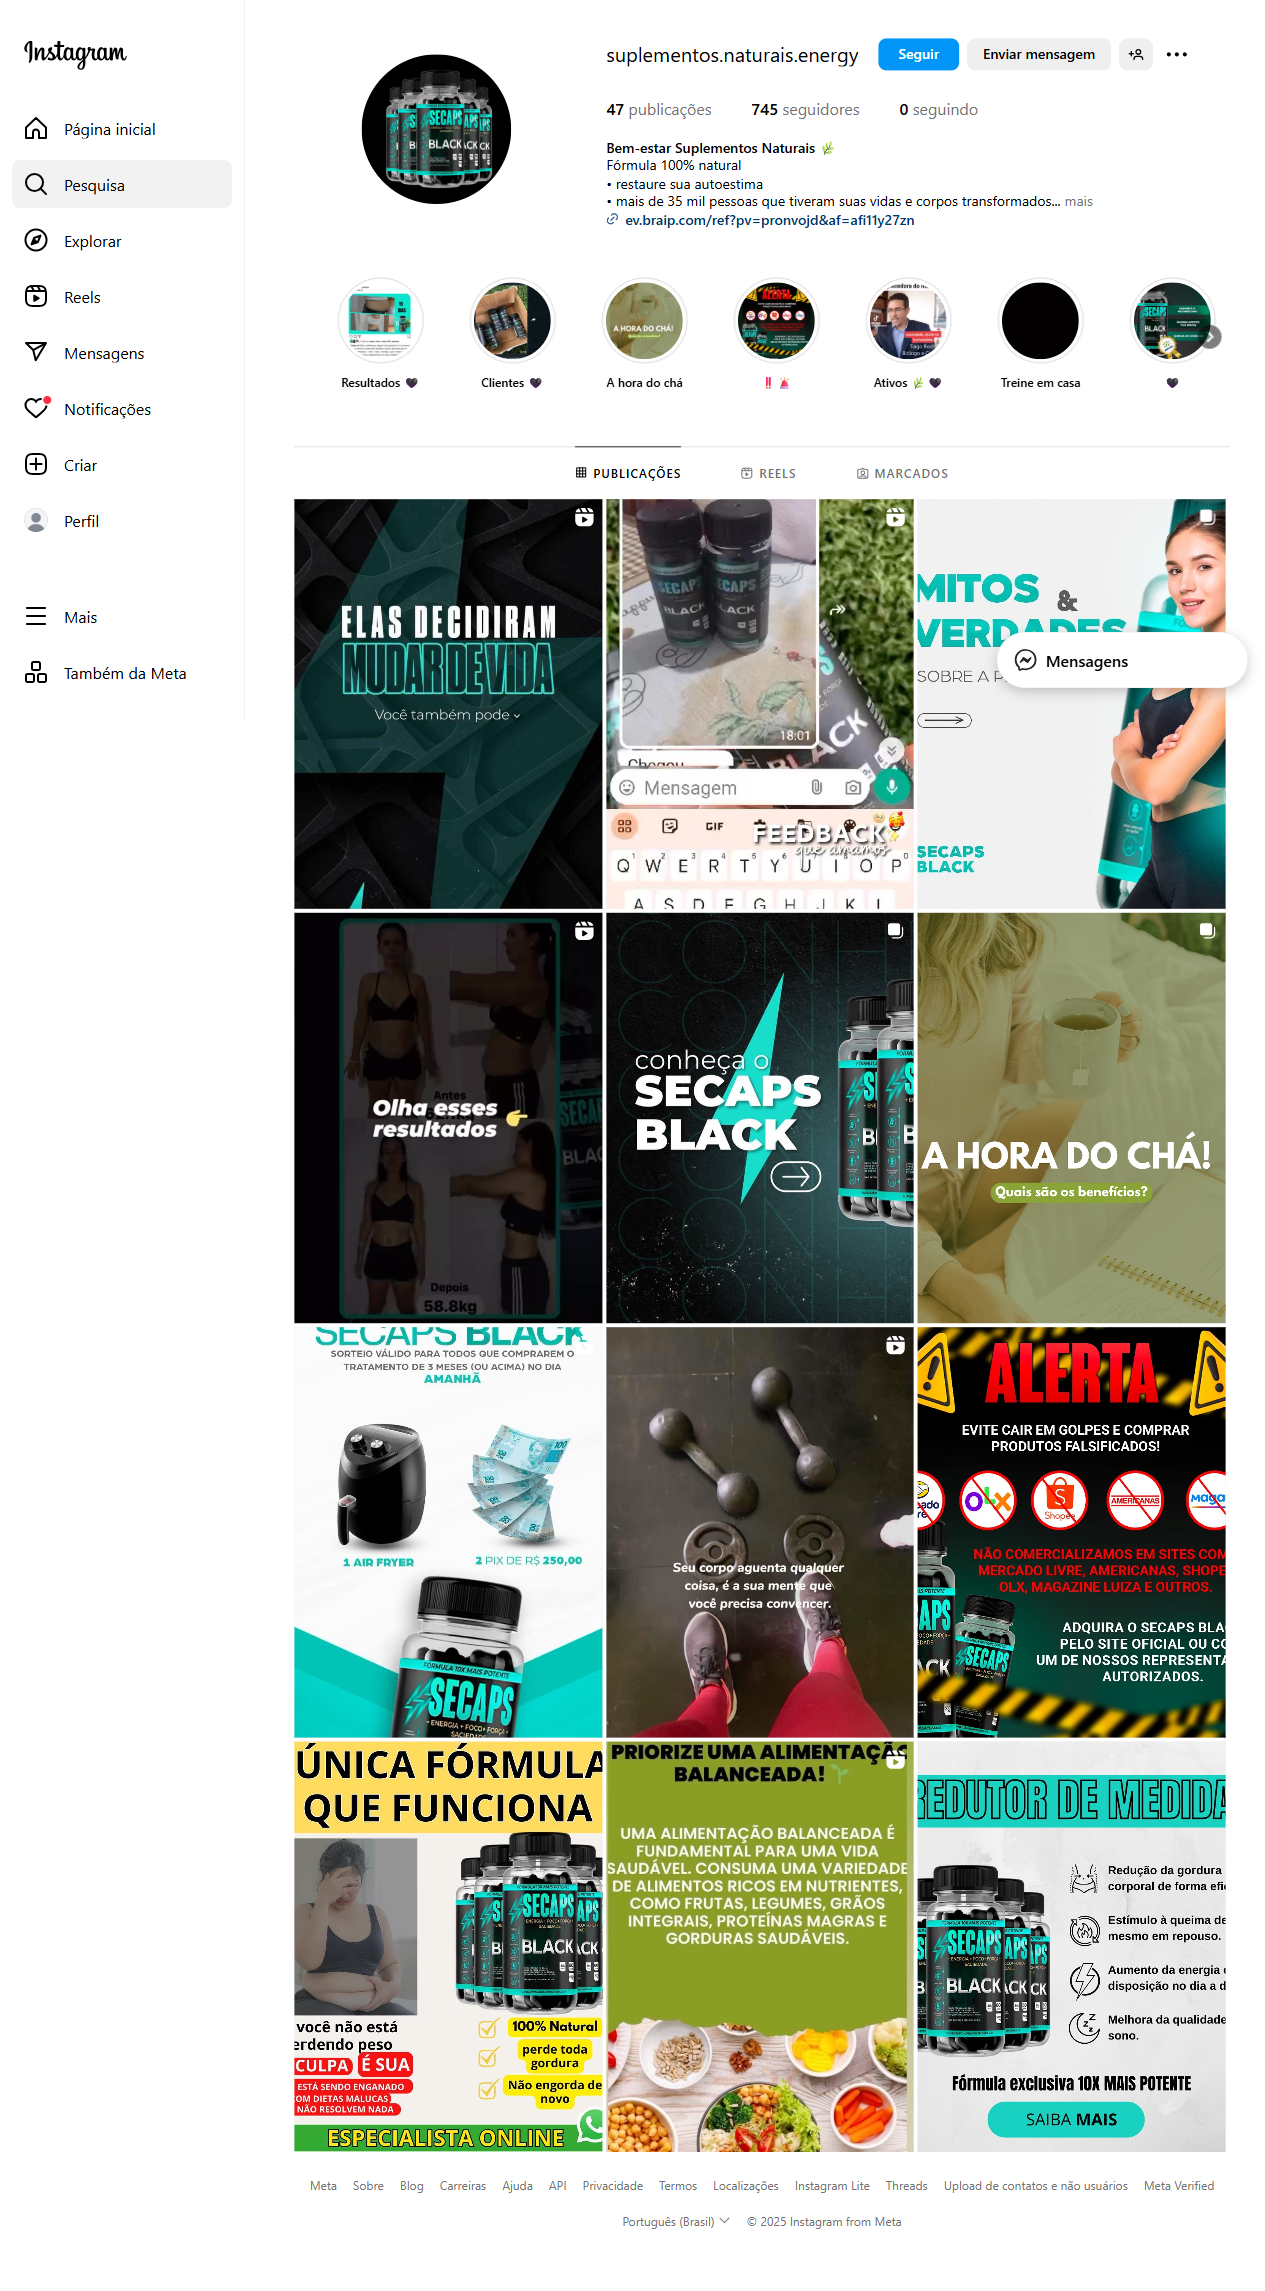 Instagram
Página inicial
Pesquisa
Explorar
Reels
Mensagens
Notificações
Criar
Perfil
Mais
Também da Meta
suplementos.naturais.energy
Seguir
Enviar mensagem
47 publicações 745 seguidores 0 seguindo
Bem-estar Suplementos Naturais 🌿
Fórmula 100% natural
• restaure sua autoestima
• mais de 35 mil pessoas que tiveram suas vidas e corpos transformados... mais
ev.braip.com/ref?pv=pronvojd&af=afi11y27zn
SECAPS
BLACK
ALERTA
A HORA DO CHÁ!
Resultados 🖤
Clientes 🖤
A hora do chá
‼️ 🚨
Ativos 🌿 🖤
Treine em casa
🖤
PUBLICAÇÕES
REELS
MARCADOS
ELAS DECIDIRAM
MUDAR DE VIDA
Você também pode
SECAPS
BLACK
18:01
Chegou
Mensagem
GIF
FEEDBACK
que amamos
Q W E R T Y U I O P
A S D F G H J K L
MITOS &
VERDADES
SOBRE A P
SECAPS
BLACK
Mensagens
Antes
Olha esses
resultados
Depois
58.8kg
conheça o
SECAPS
BLACK
A HORA DO CHÁ!
Quais são os benefícios?
SECAPS BLACK
SORTEIO VÁLIDO PARA TODOS QUE COMPRAREM O
TRATAMENTO DE 3 MESES (OU ACIMA) NO DIA
AMANHÃ
1 AIR FRYER
2 PIX DE R$ 250,00
FÓRMULA 10X MAIS POTENTE
SECAPS
ENERGIA + FOCO + FORÇA +
SACIEDADE
Seu corpo aguenta qualquer
coisa, é a sua mente que
você precisa convencer.
ALERTA
EVITE CAIR EM GOLPES E COMPRAR
PRODUTOS FALSIFICADOS!
OLX
Shopee
AMERICANAS
Maga
NÃO COMERCIALIZAMOS EM SITES COM
MERCADO LIVRE, AMERICANAS, SHOPE
OLX, MAGAZINE LUIZA E OUTROS.
ADQUIRA O SECAPS BLA
PELO SITE OFICIAL OU CO
UM DE NOSSOS REPRESENTA
AUTORIZADOS.
SECAPS
ÚNICA FÓRMULA
QUE FUNCIONA
SECAPS
BLACK
você não está
erdendo peso
CULPA É SUA
ESTÁ SENDO ENGANADO
OM DIETAS MALUCAS
NÃO RESOLVEM NADA
100% Natural
perde toda
gordura
Não engorda de
novo
ESPECIALISTA ONLINE
PRIORIZE UMA ALIMENTAÇÃO
BALANCEADA!
UMA ALIMENTAÇÃO BALANCEADA É
FUNDAMENTAL PARA UMA VIDA
SAUDÁVEL. CONSUMA UMA VARIEDADE
DE ALIMENTOS RICOS EM NUTRIENTES,
COMO FRUTAS, LEGUMES, GRÃOS
INTEGRAIS, PROTEÍNAS MAGRAS E
GORDURAS SAUDÁVEIS.
REDUTOR DE MEDIDA
SECAPS
BLACK
Redução da gordura
corporal de forma efi
Estímulo à queima de
mesmo em repouso.
Aumento da energia e
disposição no dia a d
Melhora da qualidade
sono.
Fórmula exclusiva 10X MAIS POTENTE
SAIBA MAIS
Meta Sobre Blog Carreiras Ajuda API Privacidade Termos Localizações Instagram Lite Threads Upload de contatos e não usuários Meta Verified
Português (Brasil) © 2025 Instagram from Meta